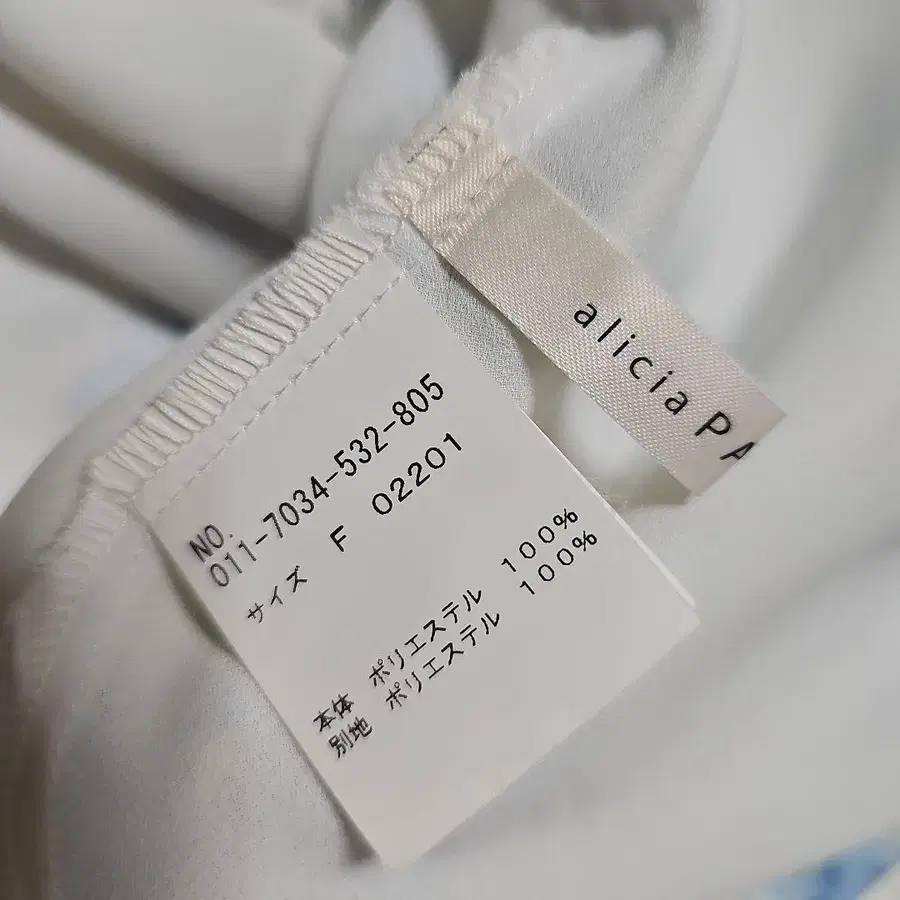 NO.
011-7034-532-805
サイズ F 02201
本体 ポリエステル 100%
別地 ポリエステル 100%
alicia PA